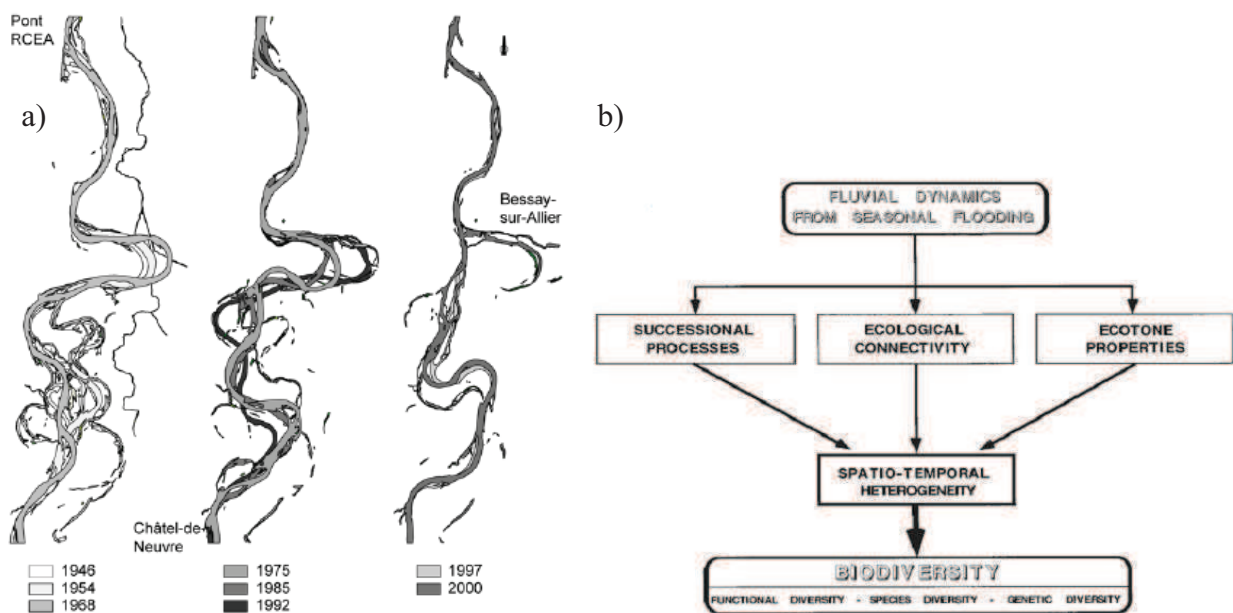 Pont
RCEA
a)
Bessay-
sur-Allier
Châtel-de-
Neuvre
1946
1954
1968
1975
1985
1992
1997
2000
b)
FLUVIAL DYNAMICS
FROM SEASONAL FLOODING
SUCCESSIONAL
PROCESSES
ECOLOGICAL
CONNECTIVITY
ECOTONE
PROPERTIES
SPATIO-TEMPORAL
HETEROGENEITY
BIODIVERSITY
FUNCTIONAL DIVERSITY - SPECIES DIVERSITY - GENETIC DIVERSITY